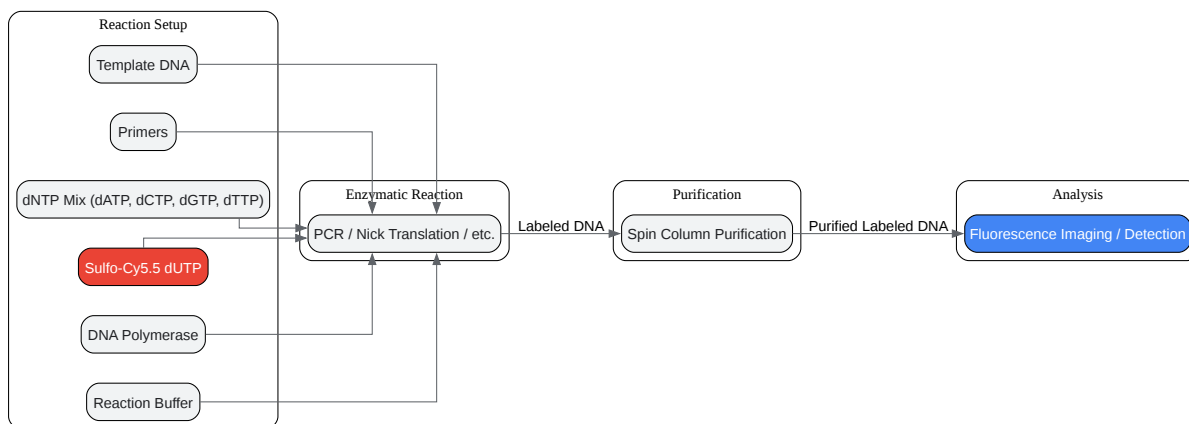 Reaction Setup
Template DNA
Primers
dNTP Mix (dATP, dCTP, dGTP, dTTP)
Sulfo-Cy5.5 dUTP
DNA Polymerase
Reaction Buffer
Enzymatic Reaction
PCR / Nick Translation / etc.
Labeled DNA
Purification
Spin Column Purification
Purified Labeled DNA
Analysis
Fluorescence Imaging / Detection